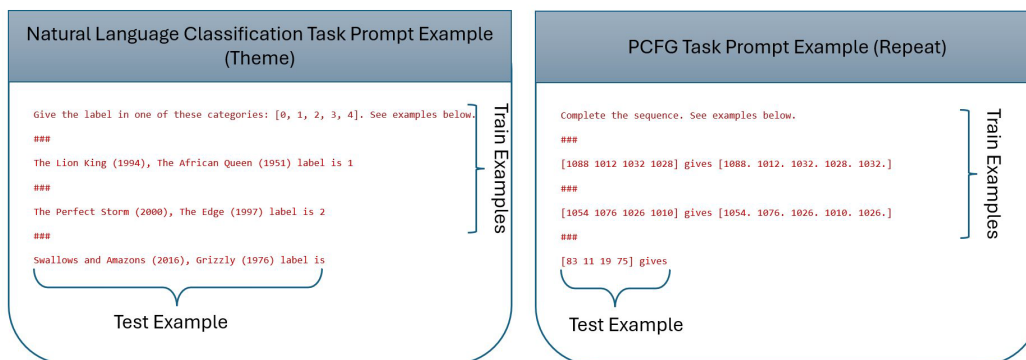 Natural Language Classification Task Prompt Example
(Theme)
Give the label in one of these categories: [0, 1, 2, 3, 4]. See examples below.
###
The Lion King (1994), The African Queen (1951) label is 1
###
The Perfect Storm (2000), The Edge (1997) label is 2
###
Swallows and Amazons (2016), Grizzly (1976) label is
Train Examples
Test Example
PCFG Task Prompt Example (Repeat)
Complete the sequence. See examples below.
###
[1088 1012 1032 1028] gives [1088. 1012. 1032. 1028. 1032.]
###
[1054 1076 1026 1010] gives [1054. 1076. 1026. 1010. 1026.]
###
[83 11 19 75] gives
Train Examples
Test Example